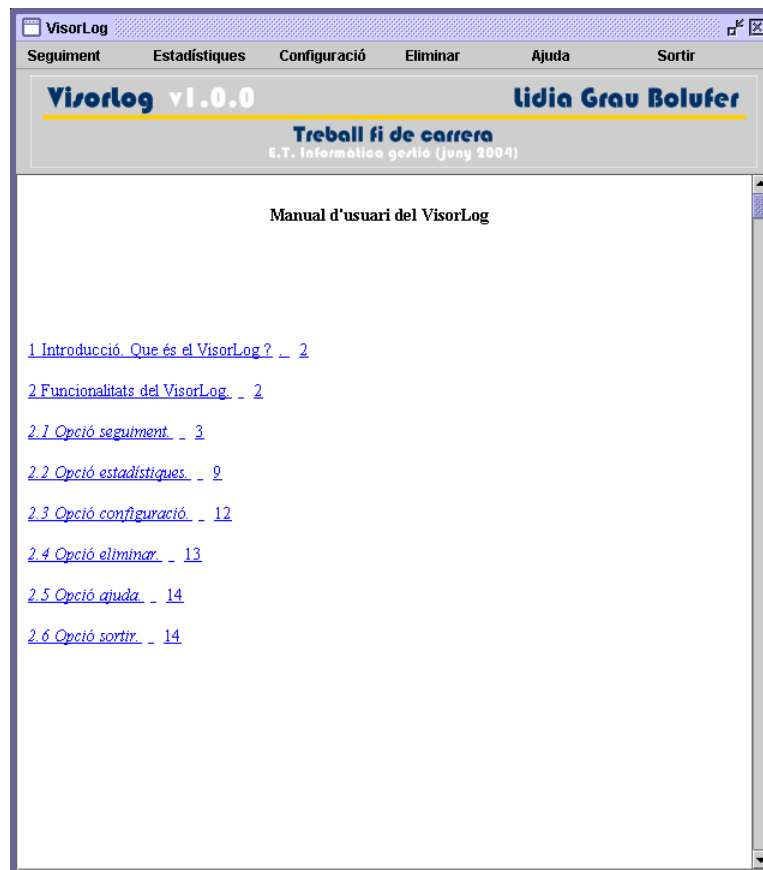 VisorLog
Seguiment Estadístiques Configuració Eliminar Ajuda Sortir
VisorLog v1.0.0 Lidia Grau Bolufer
Treball fi de carrera
E.T. Informàtica gestió (juny 2004)
Manual d'usuari del VisorLog
1 Introducció. Que és el VisorLog ? . 2
2 Funcionalitats del VisorLog. 2
2.1 Opció seguiment. 3
2.2 Opció estadístiques. 9
2.3 Opció configuració. 12
2.4 Opció eliminar. 13
2.5 Opció ajuda. 14
2.6 Opció sortir. 14